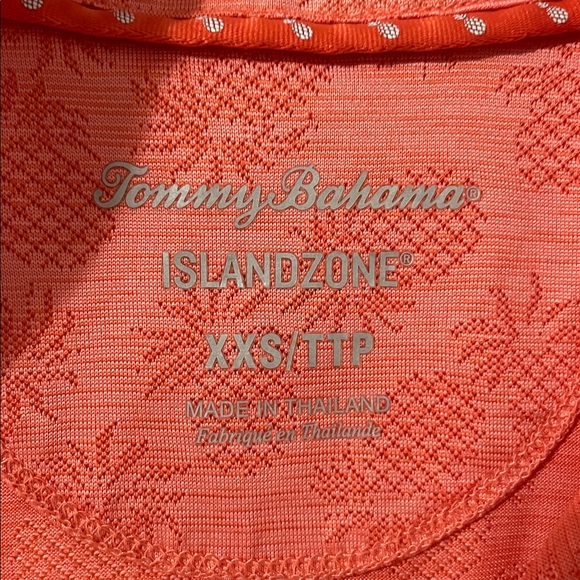 Tommy Bahama®
ISLANDZONE®
XXS/TTP
MADE IN THAILAND
Fabriqué en Thaïlande